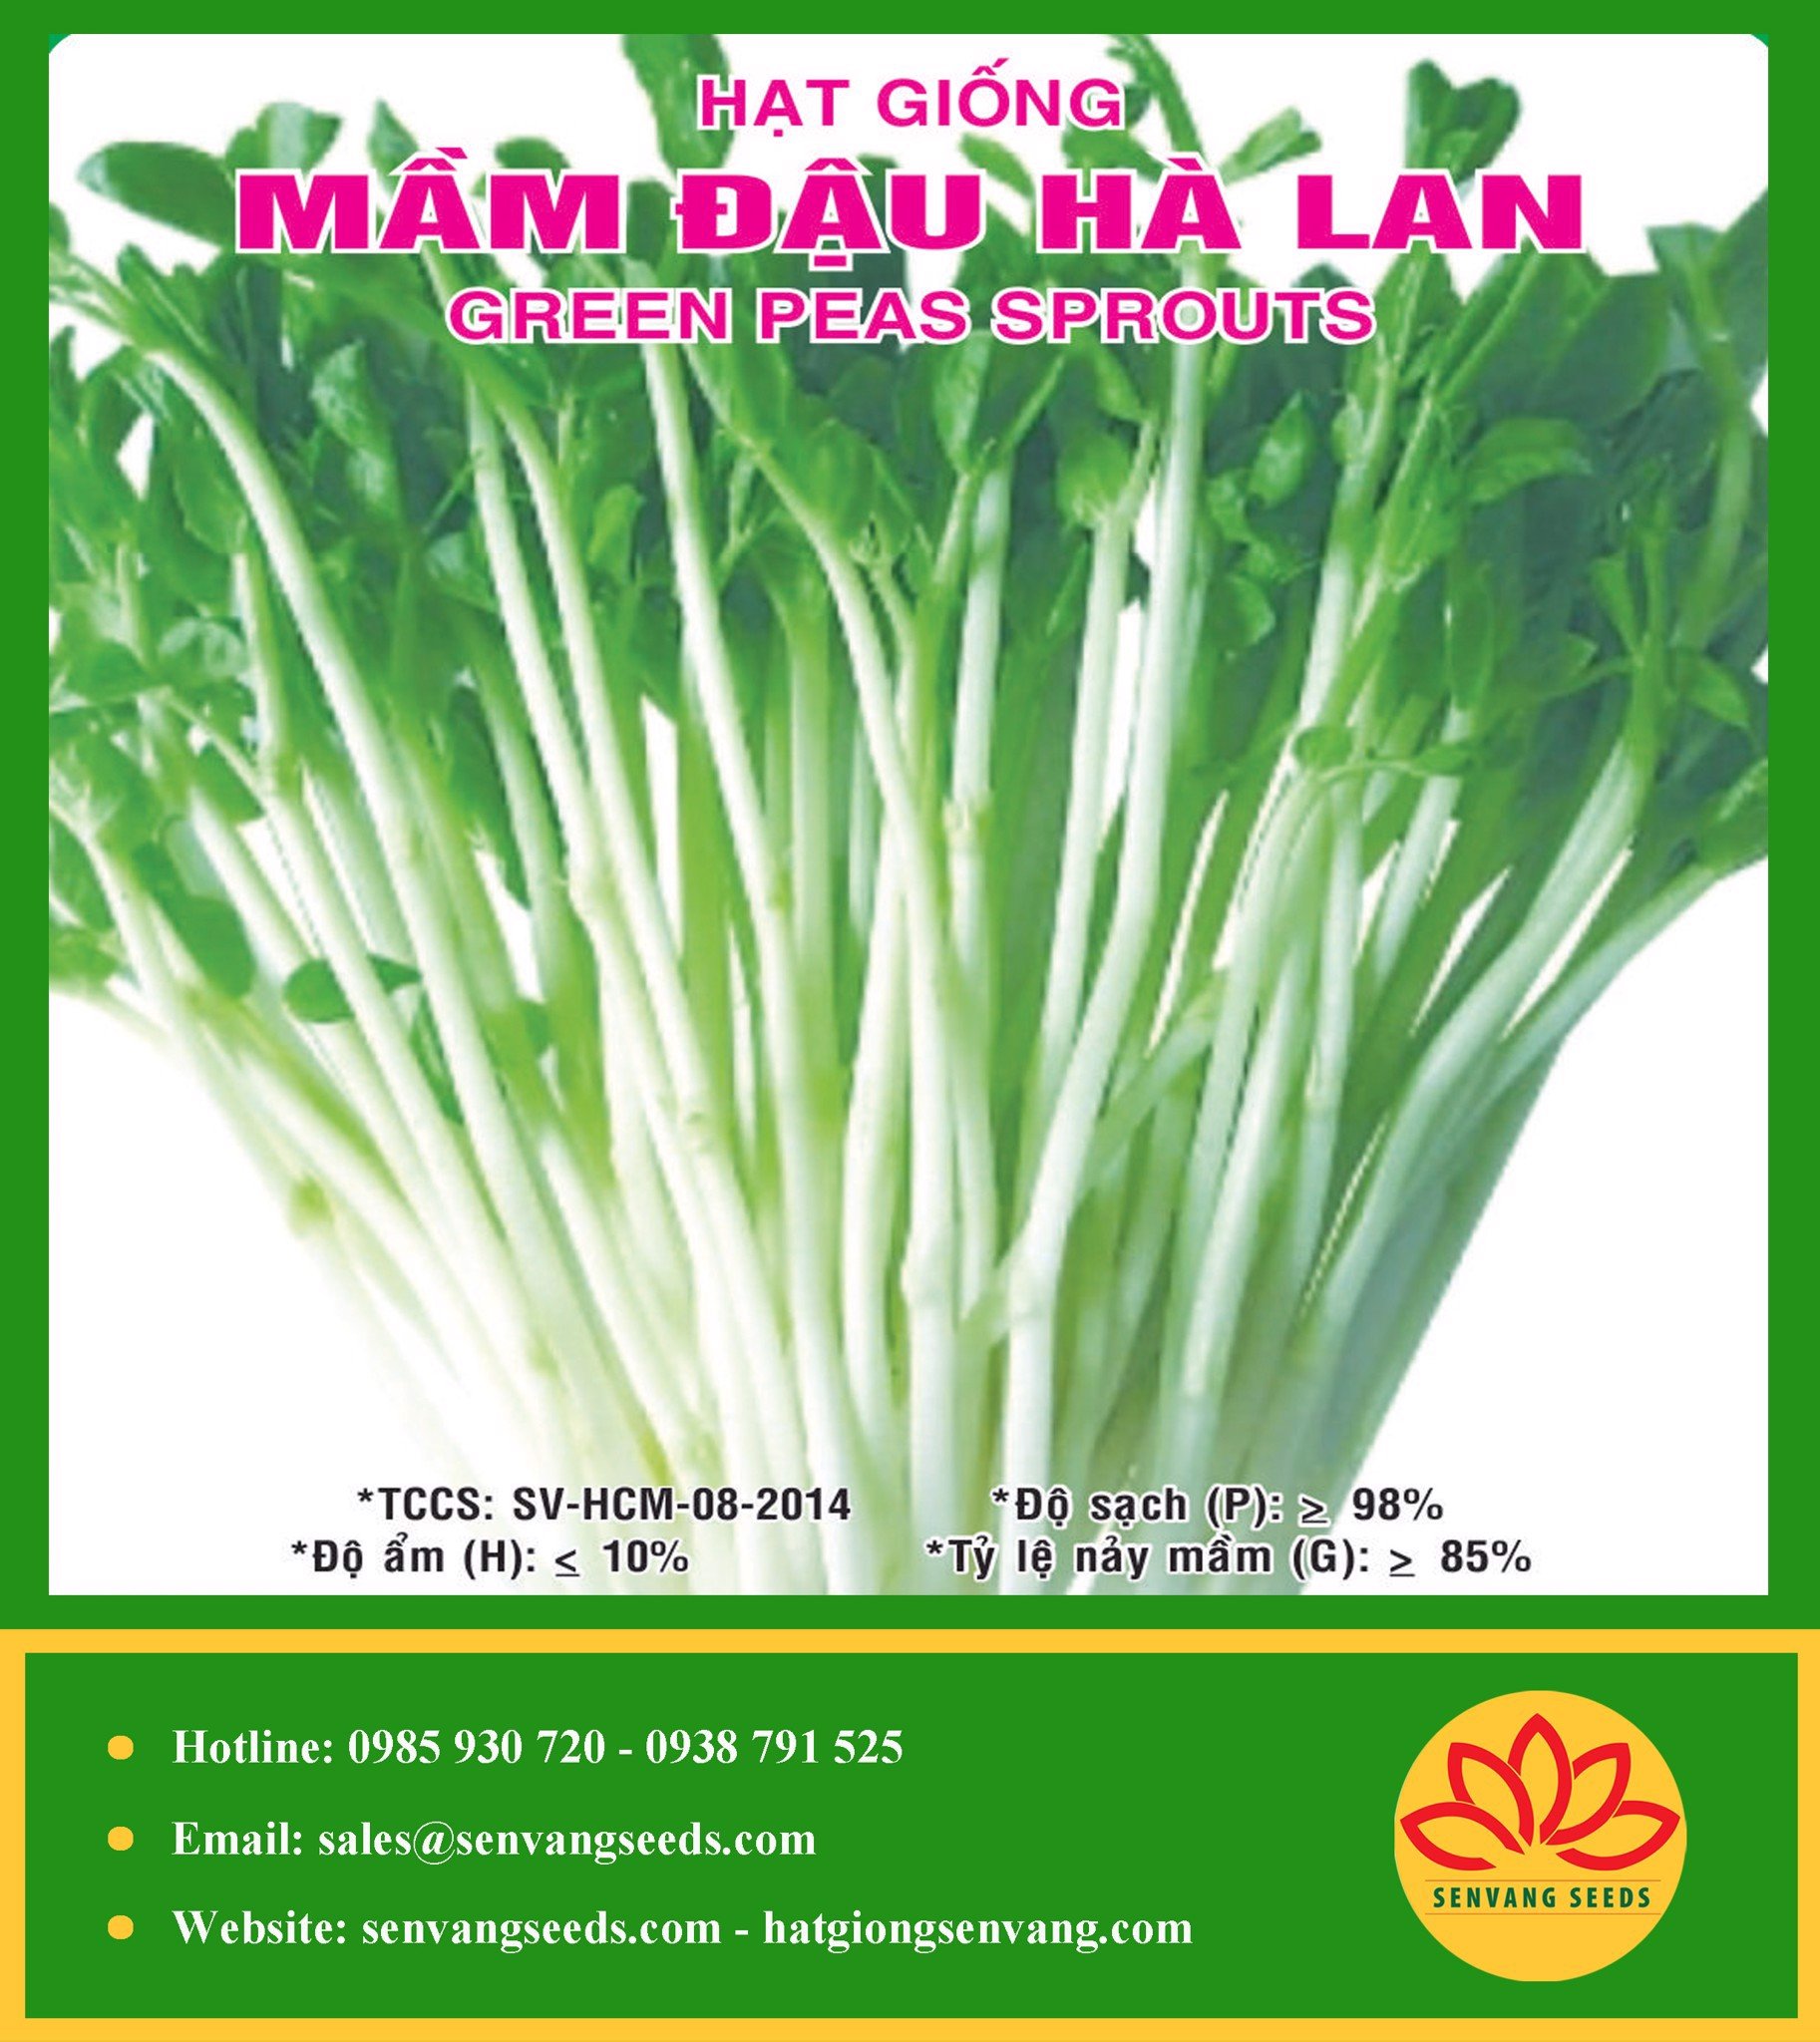 HẠT GIỐNG
MẦM ĐẬU HÀ LAN
GREEN PEAS SPROUTS
*TCCS: SV-HCM-08-2014
*Độ sạch (P): ≥ 98%
*Độ ẩm (H): ≤ 10%
*Tỷ lệ nảy mầm (G): ≥ 85%
Hotline: 0985 930 720 - 0938 791 525
Email: sales@senvangseeds.com
Website: senvangseeds.com - hatgiongsenvang.com
SENVANG SEEDS